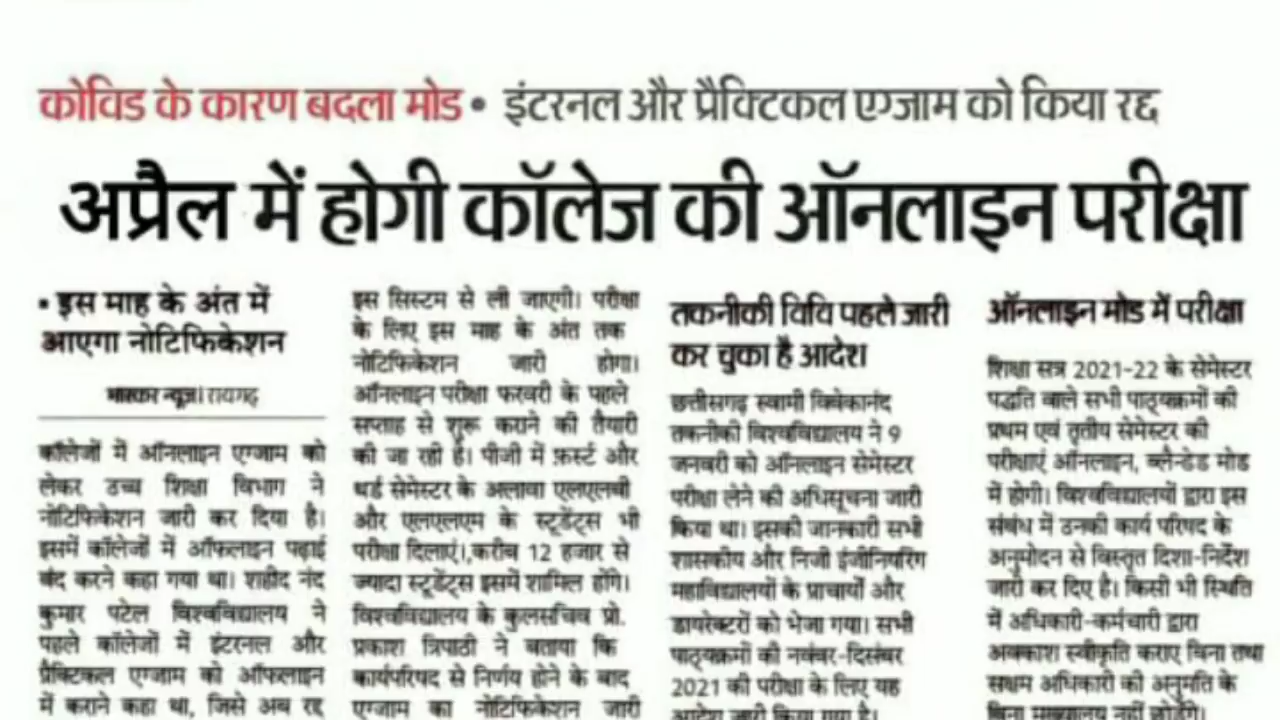 कोविड के कारण बदला मोड • इंटरनल और प्रैक्टिकल एग्जाम को किया रद्द
अप्रैल में होगी कॉलेज की ऑनलाइन परीक्षा
▪ इस माह के अंत में
आएगा नोटिफिकेशन
भास्कर न्यूज। रायगढ़
कॉलेजों में ऑनलाइन एग्जाम को
लेकर उच्च शिक्षा विभाग ने
नोटिफिकेशन जारी कर दिया है।
इसमें कॉलेजों में ऑफलाइन पढ़ाई
बंद करने कहा गया था। शहीद नंद
कुमार पटेल विश्वविद्यालय ने
पहले कॉलेजों में इंटरनल और
प्रैक्टिकल एग्जाम को ऑफलाइन
में कराने कहा था, जिसे अब रद्द
इस सिस्टम से ली जाएगी। परीक्षा
के लिए इस माह के अंत तक
नोटिफिकेशन जारी होगा।
ऑनलाइन परीक्षा फरवरी के पहले
सप्ताह से शुरू कराने की तैयारी
की जा रही है। पीजी में फ़र्स्ट और
थर्ड सेमेस्टर के अलावा एलएलबी
और एलएलएम के स्टूडेंट्स भी
परीक्षा दिलाएं।,करीब 12 हजार से
ज्यादा स्टूडेंट्स इसमें शामिल होंगे।
विश्वविद्यालय के कुलसचिव प्रो.
प्रकाश त्रिपाठी ने बताया कि
कार्यपरिषद से निर्णय होने के बाद
एग्जाम का नोटिफिकेशन जारी
तकनीकी विवि पहले जारी
कर चुका है आदेश
छत्तीसगढ़ स्वामी विवेकानंद
तकनीकी विश्वविद्यालय ने 9
जनवरी को ऑनलाइन सेमेस्टर
परीक्षा लेने की अधिसूचना जारी
किया था। इसकी जानकारी सभी
शासकीय और निजी इंजीनियरिंग
महाविद्यालयों के प्राचार्यों और
डायरेक्टरों को भेजा गया। सभी
पाठ्यक्रमों की नवंबर-दिसंबर
2021 की परीक्षा के लिए यह
आदेश जारी किया गया है।
ऑनलाइन मोड में परीक्षा
शिक्षा सत्र 2021-22 के सेमेस्टर
पद्धति वाले सभी पाठ्यक्रमों की
प्रथम एवं तृतीय सेमेस्टर की
परीक्षाएं ऑनलाइन, ब्लैन्डेड मोड
में होगी। विश्वविद्यालयों द्वारा इस
संबंध में उनकी कार्य परिषद के
अनुमोदन से विस्तृत दिशा-निर्देश
जारी कर दिए है। किसी भी स्थिति
में अधिकारी-कर्मचारी द्वारा
अवकाश स्वीकृति कराए बिना तथा
सक्षम अधिकारी की अनुमति के
बिना मुख्यालय नहीं छोड़ेंगे।